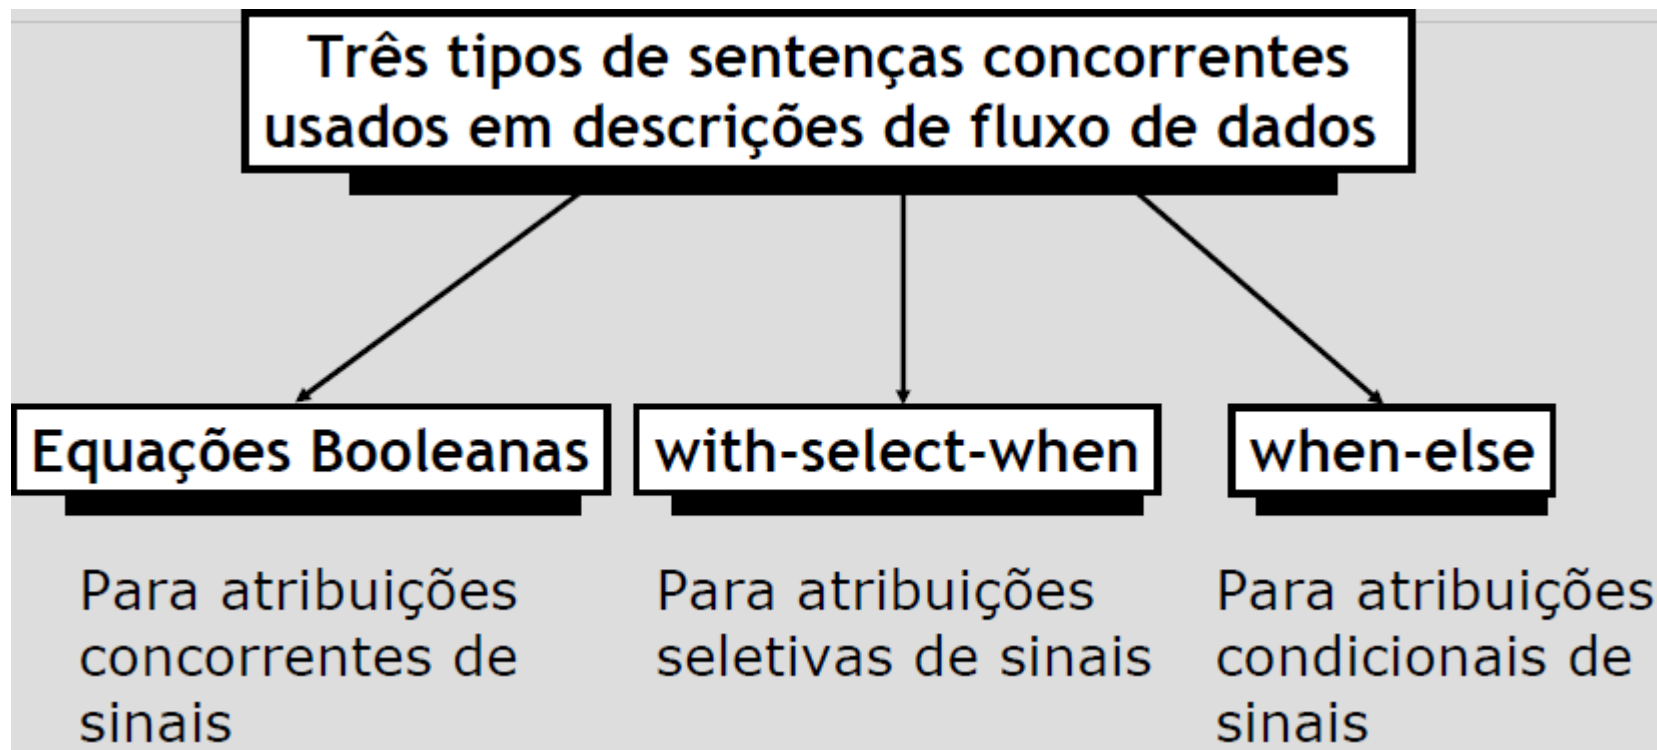 Três tipos de sentenças concorrentes
usados em descrições de fluxo de dados
Equações Booleanas
with-select-when
when-else
Para atribuições
concorrentes de
sinais
Para atribuições
seletivas de sinais
Para atribuições
condicionais de
sinais